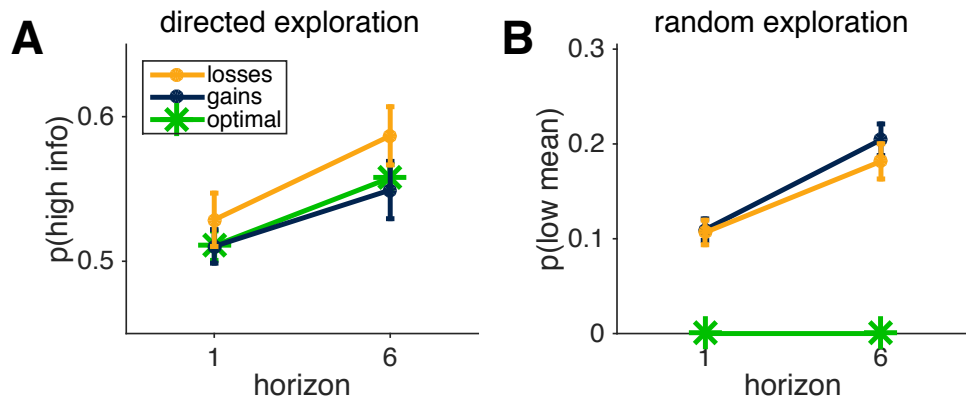 A
directed exploration
losses
gains
optimal
0.6
0.5
p(high info)
1
6
horizon
B
random exploration
0.3
0.2
0.1
0
p(low mean)
1
6
horizon